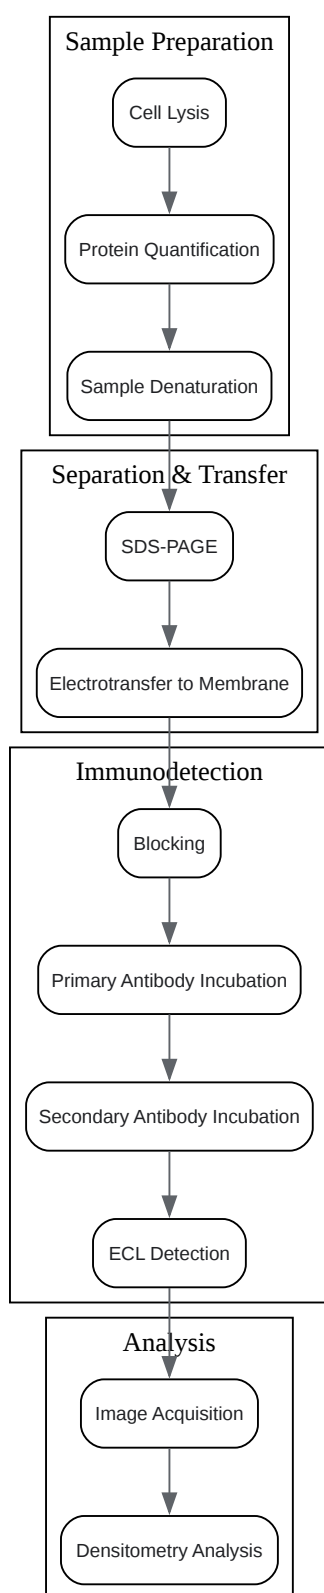 Sample Preparation
Cell Lysis
Protein Quantification
Sample Denaturation
Separation & Transfer
SDS-PAGE
Electrotransfer to Membrane
Immunodetection
Blocking
Primary Antibody Incubation
Secondary Antibody Incubation
ECL Detection
Analysis
Image Acquisition
Densitometry Analysis